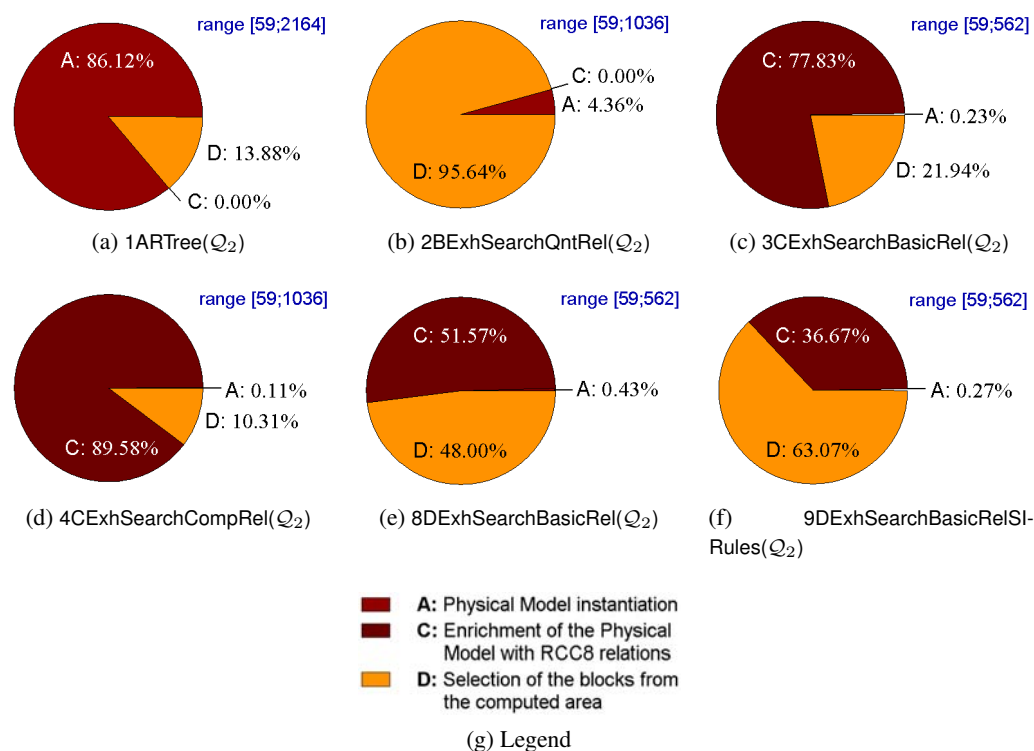 range [59;2164]
A: 86.12%
D: 13.88%
C: 0.00%
(a) 1ARTree(𝒬₂)
range [59;1036]
C: 0.00%
A: 4.36%
D: 95.64%
(b) 2BExhSearchQntRel(𝒬₂)
range [59;562]
C: 77.83%
A: 0.23%
D: 21.94%
(c) 3CExhSearchBasicRel(𝒬₂)
range [59;1036]
A: 0.11%
D: 10.31%
C: 89.58%
(d) 4CExhSearchCompRel(𝒬₂)
range [59;562]
C: 51.57%
A: 0.43%
D: 48.00%
(e) 8DExhSearchBasicRel(𝒬₂)
range [59;562]
C: 36.67%
A: 0.27%
D: 63.07%
(f) 9DExhSearchBasicRelSI-
Rules(𝒬₂)
A: Physical Model instantiation
C: Enrichment of the Physical
Model with RCC8 relations
D: Selection of the blocks from
the computed area
(g) Legend